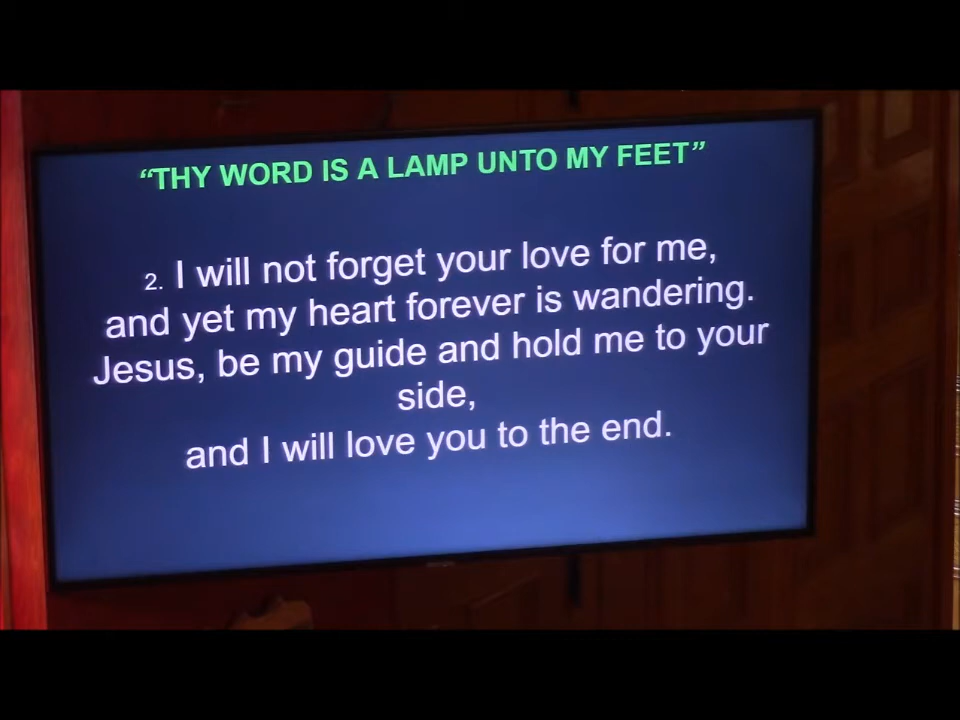 “THY WORD IS A LAMP UNTO MY FEET”
2. I will not forget your love for me,
and yet my heart forever is wandering.
Jesus, be my guide and hold me to your
side,
and I will love you to the end.